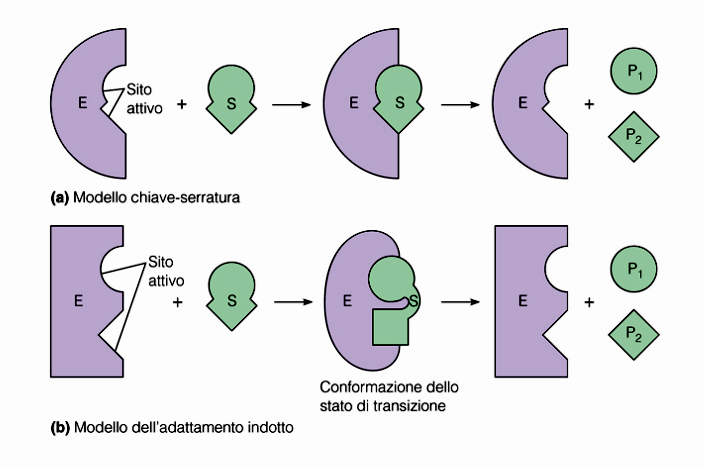 E
Sito
attivo
+
S
E
S
E
+
P1
P2
(a) Modello chiave-serratura
E
Sito
attivo
+
S
E
S
E
+
P1
P2
Conformazione dello
stato di transizione
(b) Modello dell'adattamento indotto